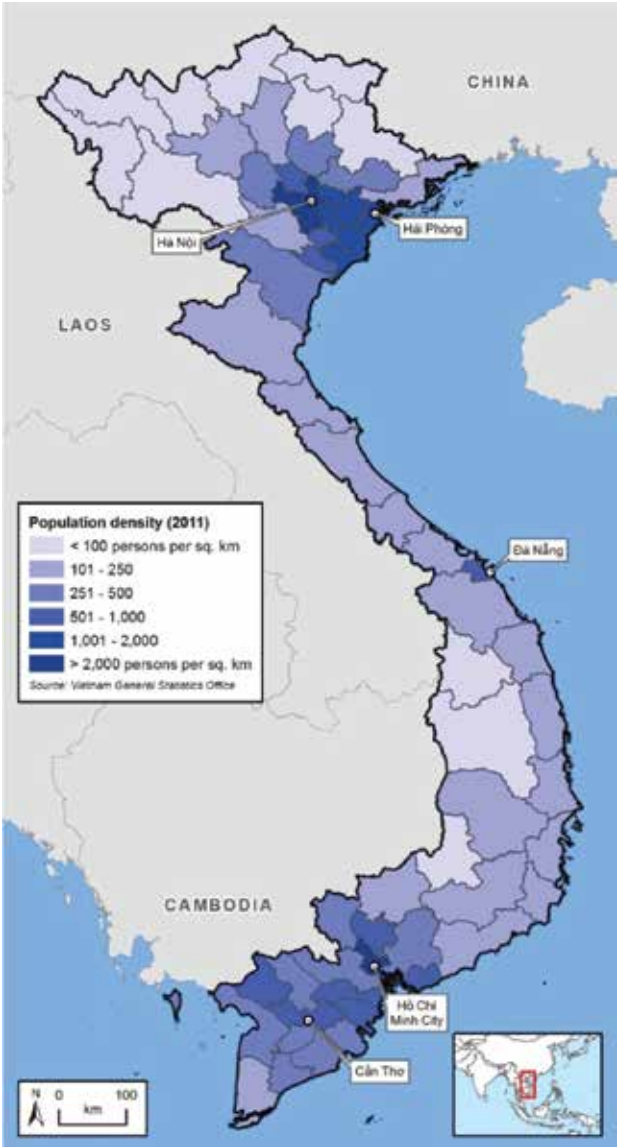 CHINA
Hà Nội
Hải Phòng
LAOS
Population density (2011)
< 100 persons per sq. km
101 - 250
251 - 500
501 - 1,000
1,001 - 2,000
> 2,000 persons per sq. km
Source: Vietnam General Statistics Office
Đà Nẵng
CAMBODIA
Hồ Chí
Minh City
Cần Thơ
N
0 100
km